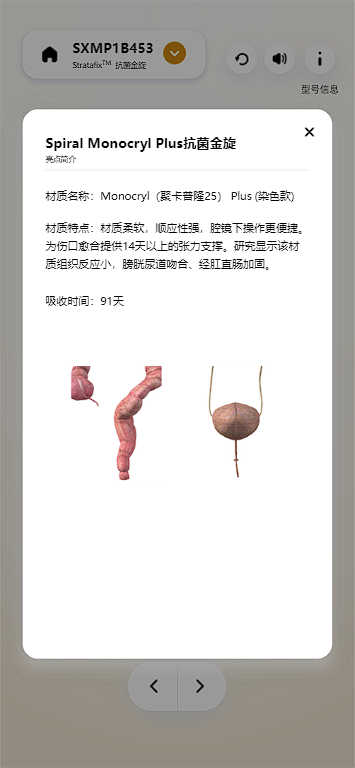 SXMP1B453
Stratafix™ 抗菌金旋
型号信息
Spiral Monocryl Plus抗菌金旋
亮点简介
材质名称：Monocryl（聚卡普隆25） Plus (染色款)
材质特点：材质柔软，顺应性强，腔镜下操作更便捷。
为伤口愈合提供14天以上的张力支撑。研究显示该材
质组织反应小，膀胱尿道吻合、经肛直肠加固。
吸收时间：91天